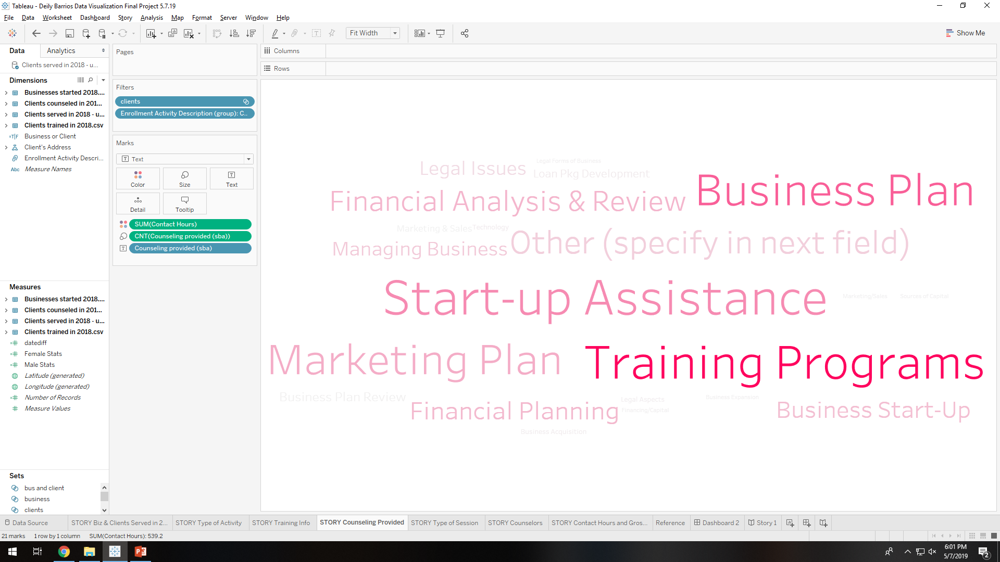 Tableau - Deily Barrios Data Visualization Final Project 5.7.19
File Data Worksheet Dashboard Story Analysis Map Format Server Window Help
Fit Width
Show Me
Data Analytics
Clients served in 2018 - u...
Dimensions
Businesses started 2018....
Clients counseled in 201...
Clients served in 2018 - u...
Clients trained in 2018.csv
=T|F Business or Client
Client's Address
Enrollment Activity Descri...
Abc Measure Names
Measures
Businesses started 2018....
Clients counseled in 201...
Clients served in 2018 - u...
Clients trained in 2018.csv
datediff
Female Stats
Male Stats
Latitude (generated)
Longitude (generated)
Number of Records
Measure Values
Sets
bus and client
business
clients
Pages
Filters
clients
Enrollment Activity Description (group): C..
Marks
Text
Color Size Text
Detail Tooltip
SUM(Contact Hours)
CNT(Counseling provided (sba))
Counseling provided (sba)
Columns
Rows
Legal Forms of Business
Legal Issues
Loan Pkg Development
Business Plan
Financial Analysis & Review
Marketing & Sales
Technology
Other (specify in next field)
Managing Business
Start-up Assistance
Marketing/Sales
Sources of Capital
Marketing Plan
Training Programs
Business Plan Review
Financial Planning
Legal Aspects
Business Expansion
Financing/Capital
Business Start-Up
Business Acquisition
Data Source
STORY Biz & Clients Served in 2...
STORY Type of Activity
STORY Training Info
STORY Counseling Provided
STORY Type of Session
STORY Counselors
STORY Contact Hours and Gros...
Reference
Dashboard 2
Story 1
21 marks 1 row by 1 column SUM(Contact Hours): 539.2
6:01 PM
5/7/2019
2